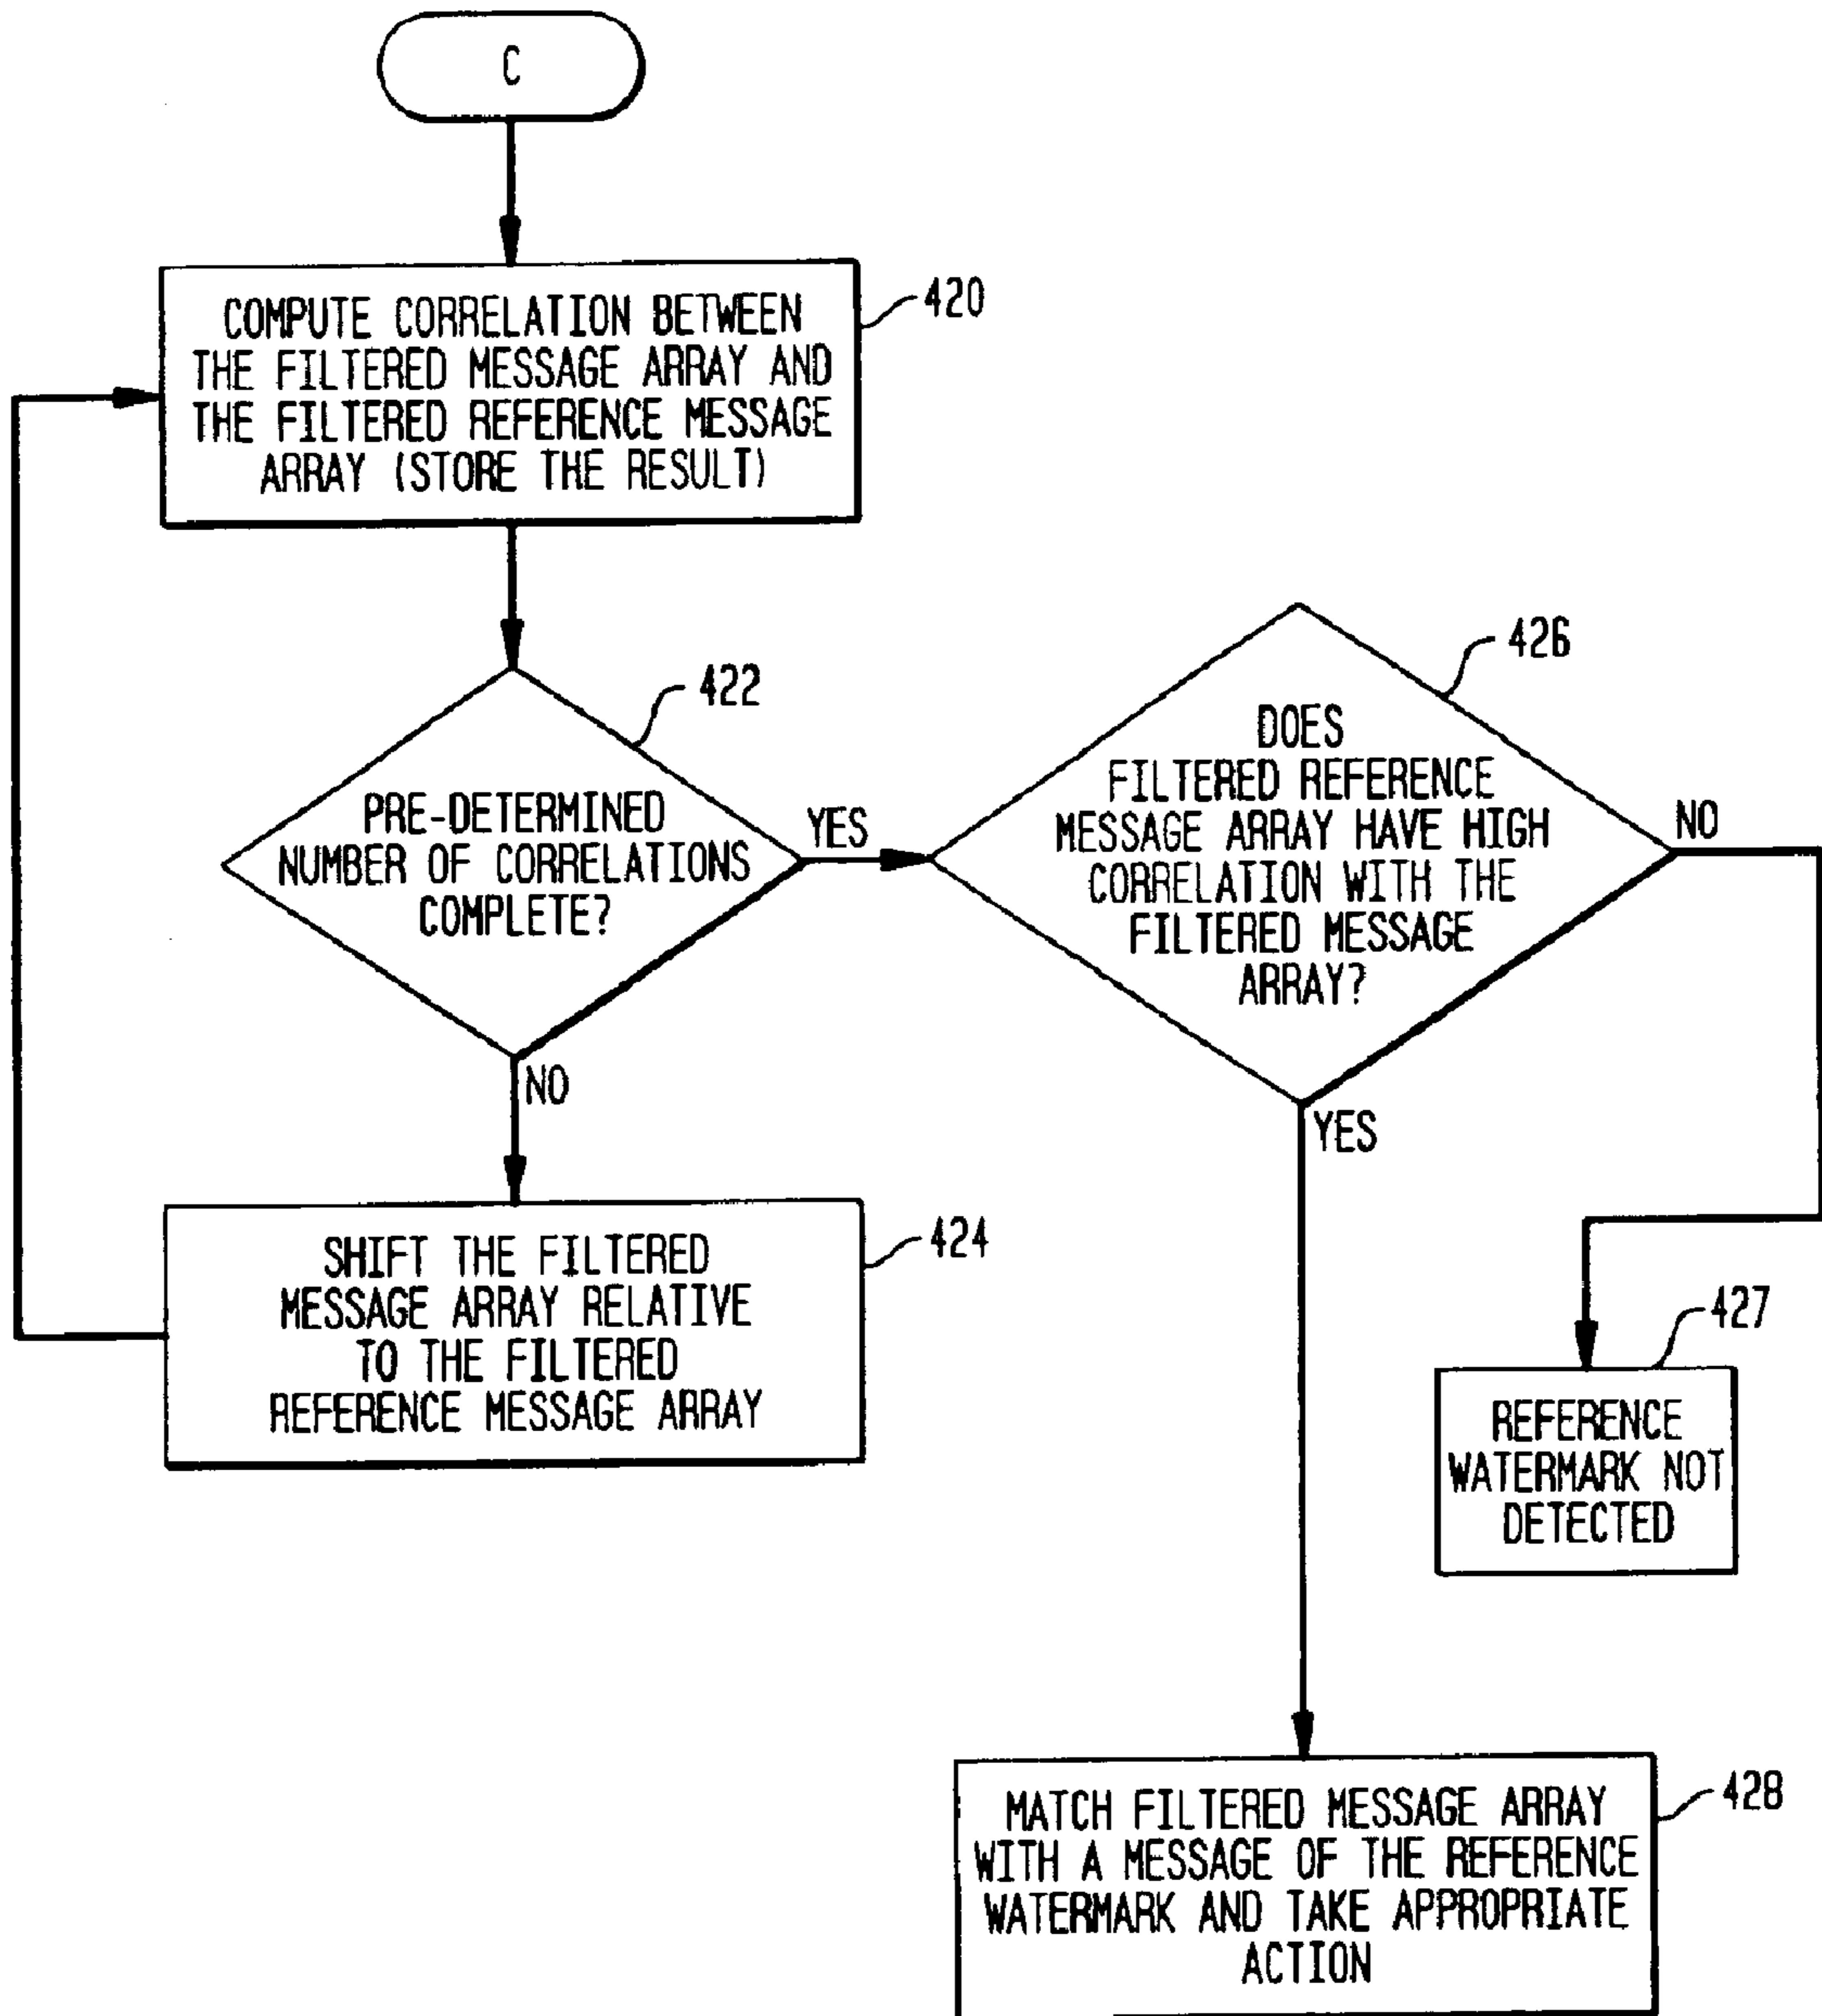 C
COMPUTE CORRELATION BETWEEN
THE FILTERED MESSAGE ARRAY AND
THE FILTERED REFERENCE MESSAGE
ARRAY (STORE THE RESULT)
420
PRE-DETERMINED
NUMBER OF CORRELATIONS
COMPLETE?
422
YES
NO
SHIFT THE FILTERED
MESSAGE ARRAY RELATIVE
TO THE FILTERED
REFERENCE MESSAGE ARRAY
424
DOES
FILTERED REFERENCE
MESSAGE ARRAY HAVE HIGH
CORRELATION WITH THE
FILTERED MESSAGE
ARRAY?
426
NO
YES
REFERENCE
WATERMARK NOT
DETECTED
427
MATCH FILTERED MESSAGE ARRAY
WITH A MESSAGE OF THE REFERENCE
WATERMARK AND TAKE APPROPRIATE
ACTION
428